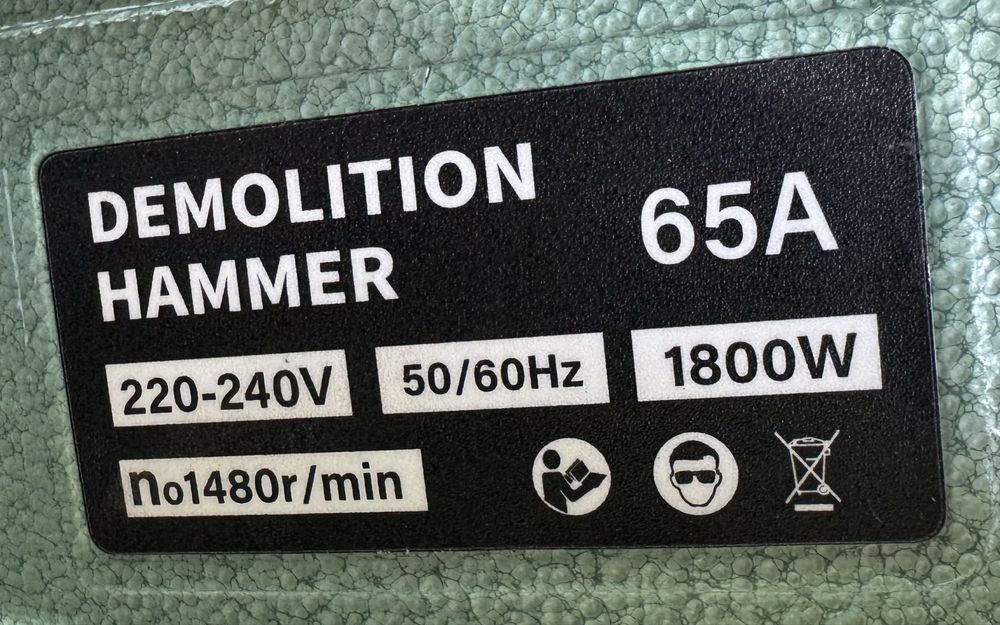 DEMOLITION
HAMMER
65A
220-240V
50/60Hz
1800W
no1480r/min